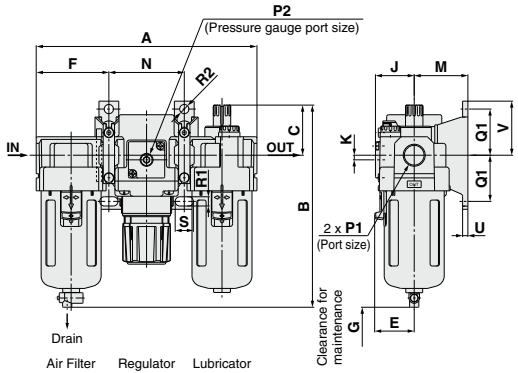 P2
(Pressure gauge port size)
A
F
N
R2
J
M
IN
OUT
C
B
K
Q1
V
Q1
R1
S
OUT
2 x P1
(Port size)
U
E
G
Clearance for
maintenance
Drain
Air Filter
Regulator
Lubricator